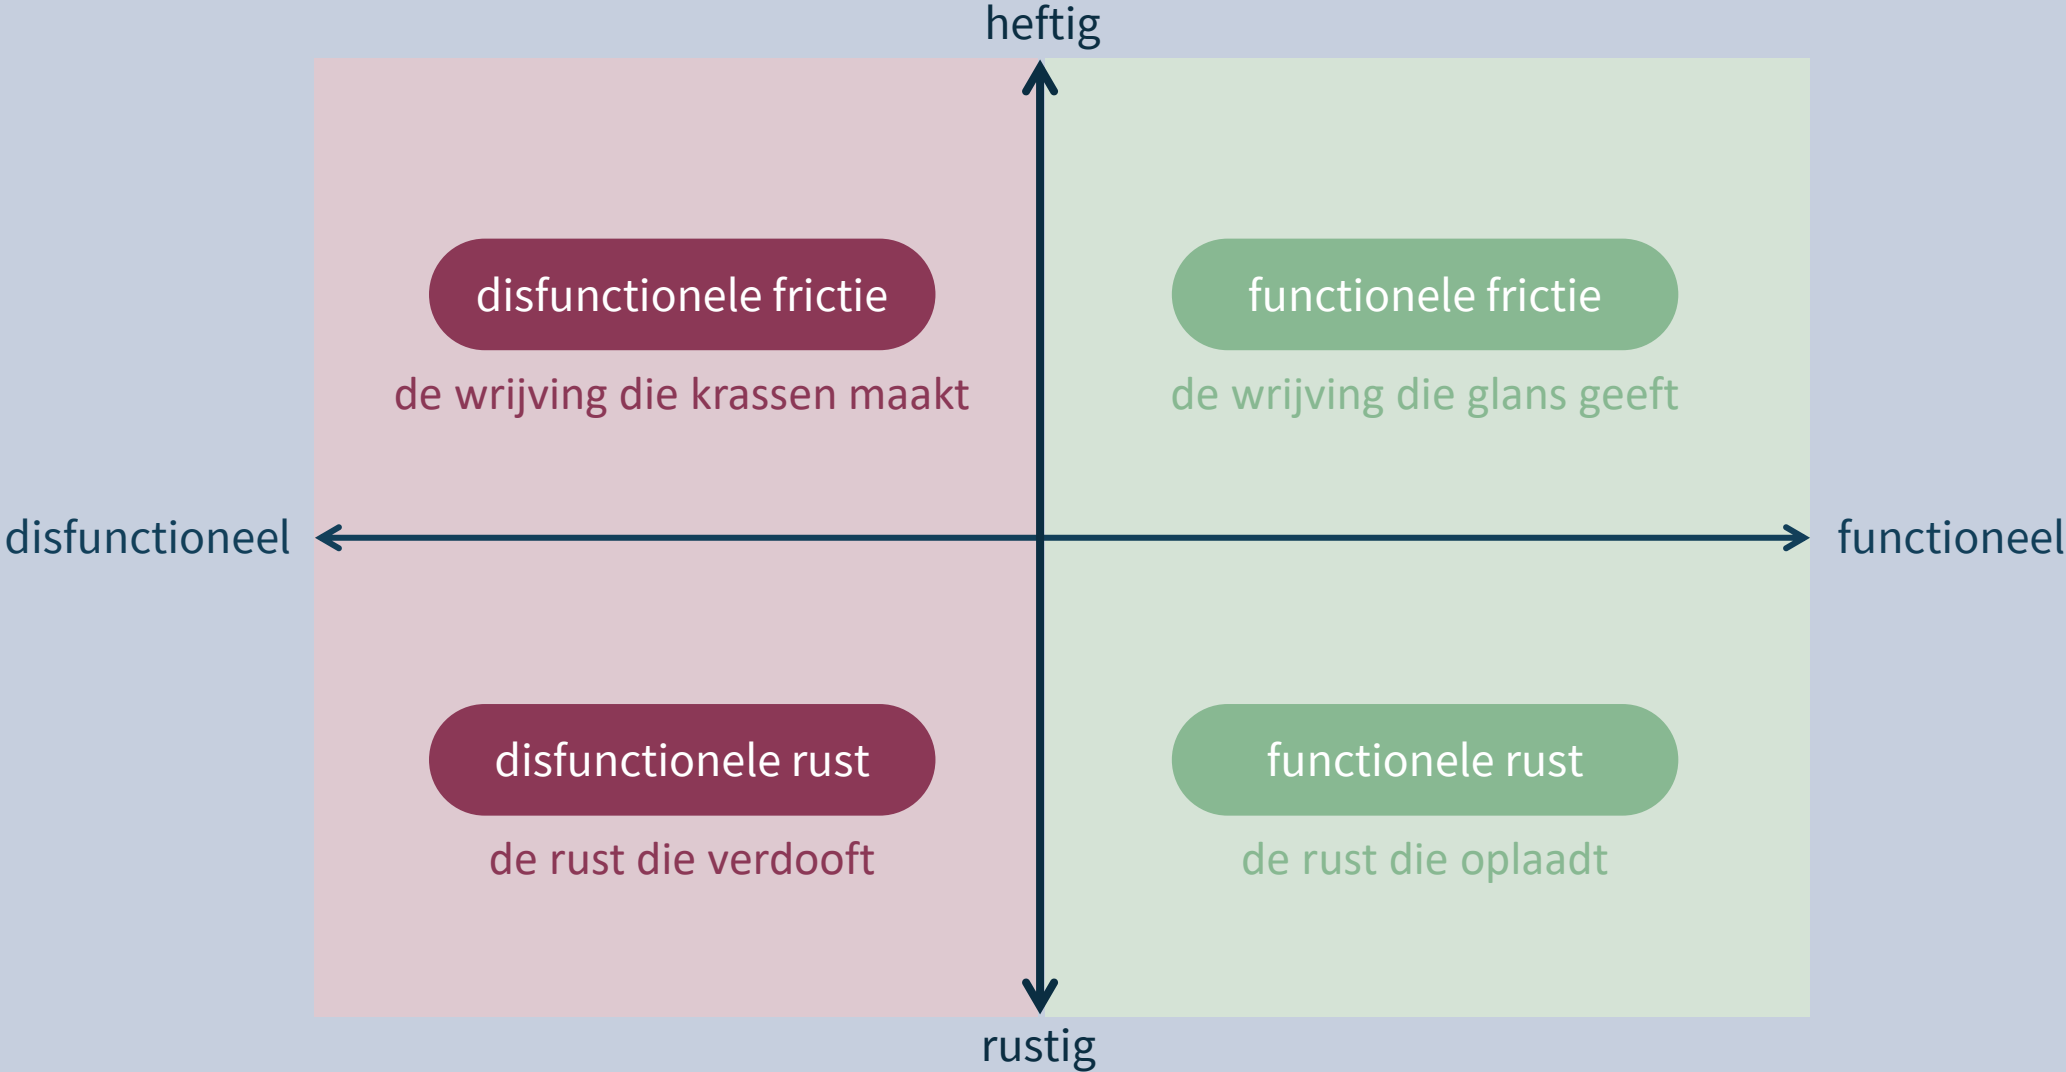 heftig
disfunctionele frictie
functionele frictie
de wrijving die krassen maakt
de wrijving die glans geeft
disfunctioneel
functioneel
disfunctionele rust
functionele rust
de rust die verdooft
de rust die oplaadt
rustig